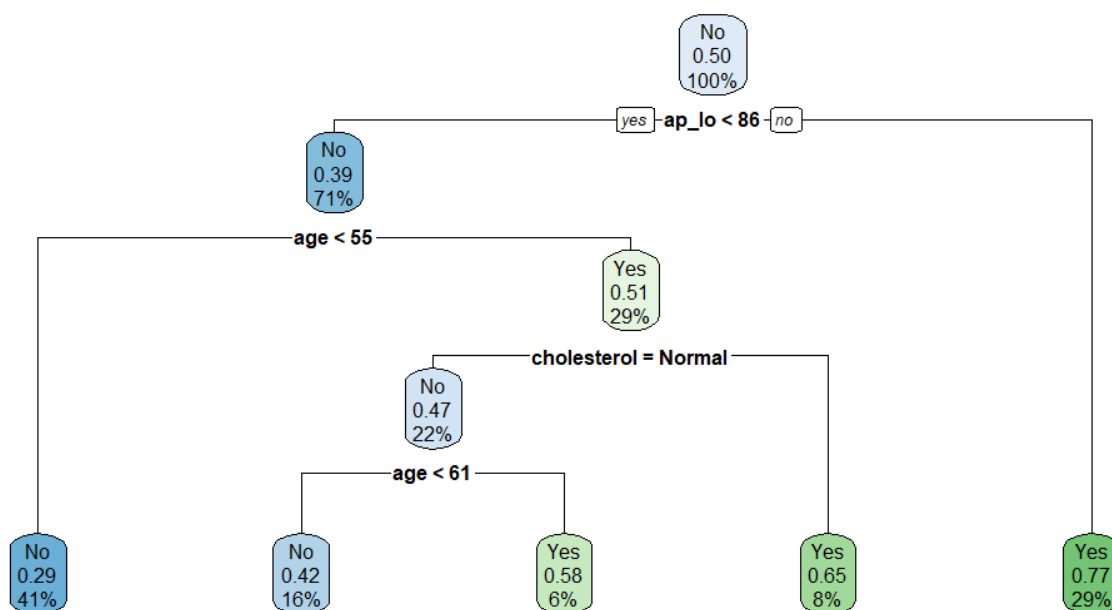 No
0.50
100%
yes ap_lo < 86 no
No
0.39
71%
age < 55
Yes
0.51
29%
cholesterol = Normal
No
0.47
22%
age < 61
No
0.29
41%
No
0.42
16%
Yes
0.58
6%
Yes
0.65
8%
Yes
0.77
29%